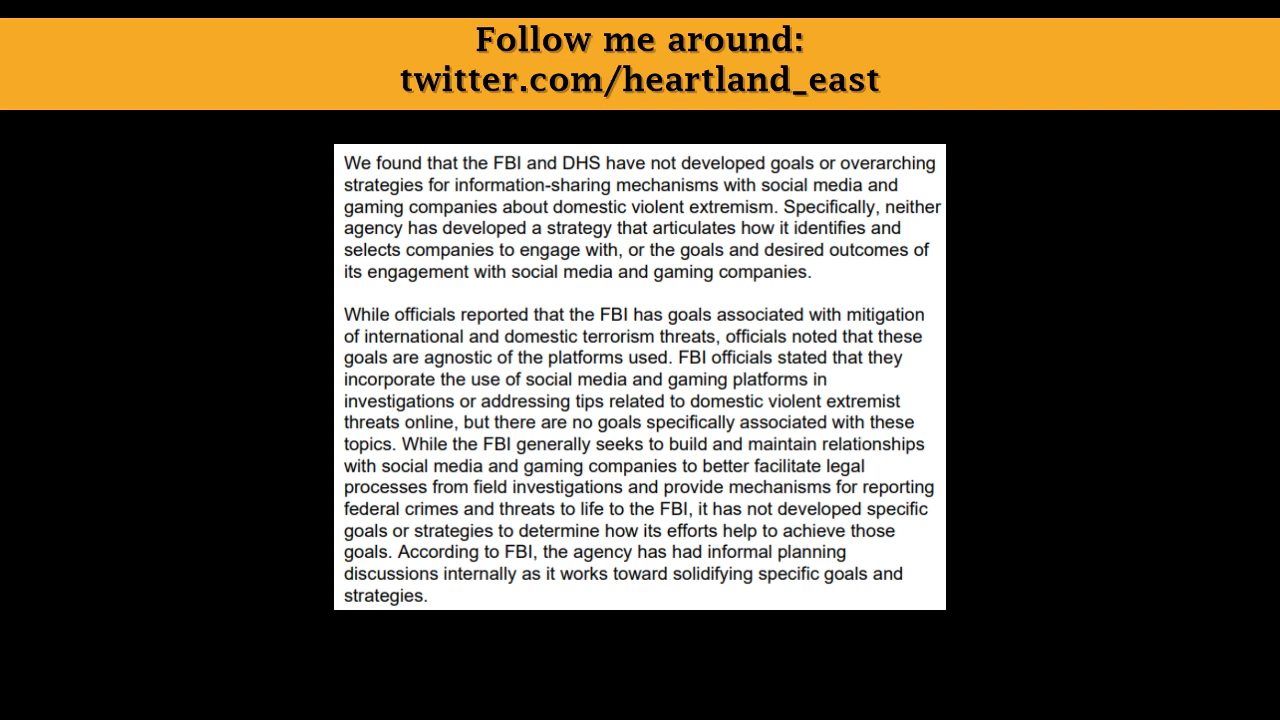 Follow me around:
twitter.com/heartland_east
We found that the FBI and DHS have not developed goals or overarching
strategies for information-sharing mechanisms with social media and
gaming companies about domestic violent extremism. Specifically, neither
agency has developed a strategy that articulates how it identifies and
selects companies to engage with, or the goals and desired outcomes of
its engagement with social media and gaming companies.
While officials reported that the FBI has goals associated with mitigation
of international and domestic terrorism threats, officials noted that these
goals are agnostic of the platforms used. FBI officials stated that they
incorporate the use of social media and gaming platforms in
investigations or addressing tips related to domestic violent extremist
threats online, but there are no goals specifically associated with these
topics. While the FBI generally seeks to build and maintain relationships
with social media and gaming companies to better facilitate legal
processes from field investigations and provide mechanisms for reporting
federal crimes and threats to life to the FBI, it has not developed specific
goals or strategies to determine how its efforts help to achieve those
goals. According to FBI, the agency has had informal planning
discussions internally as it works toward solidifying specific goals and
strategies.